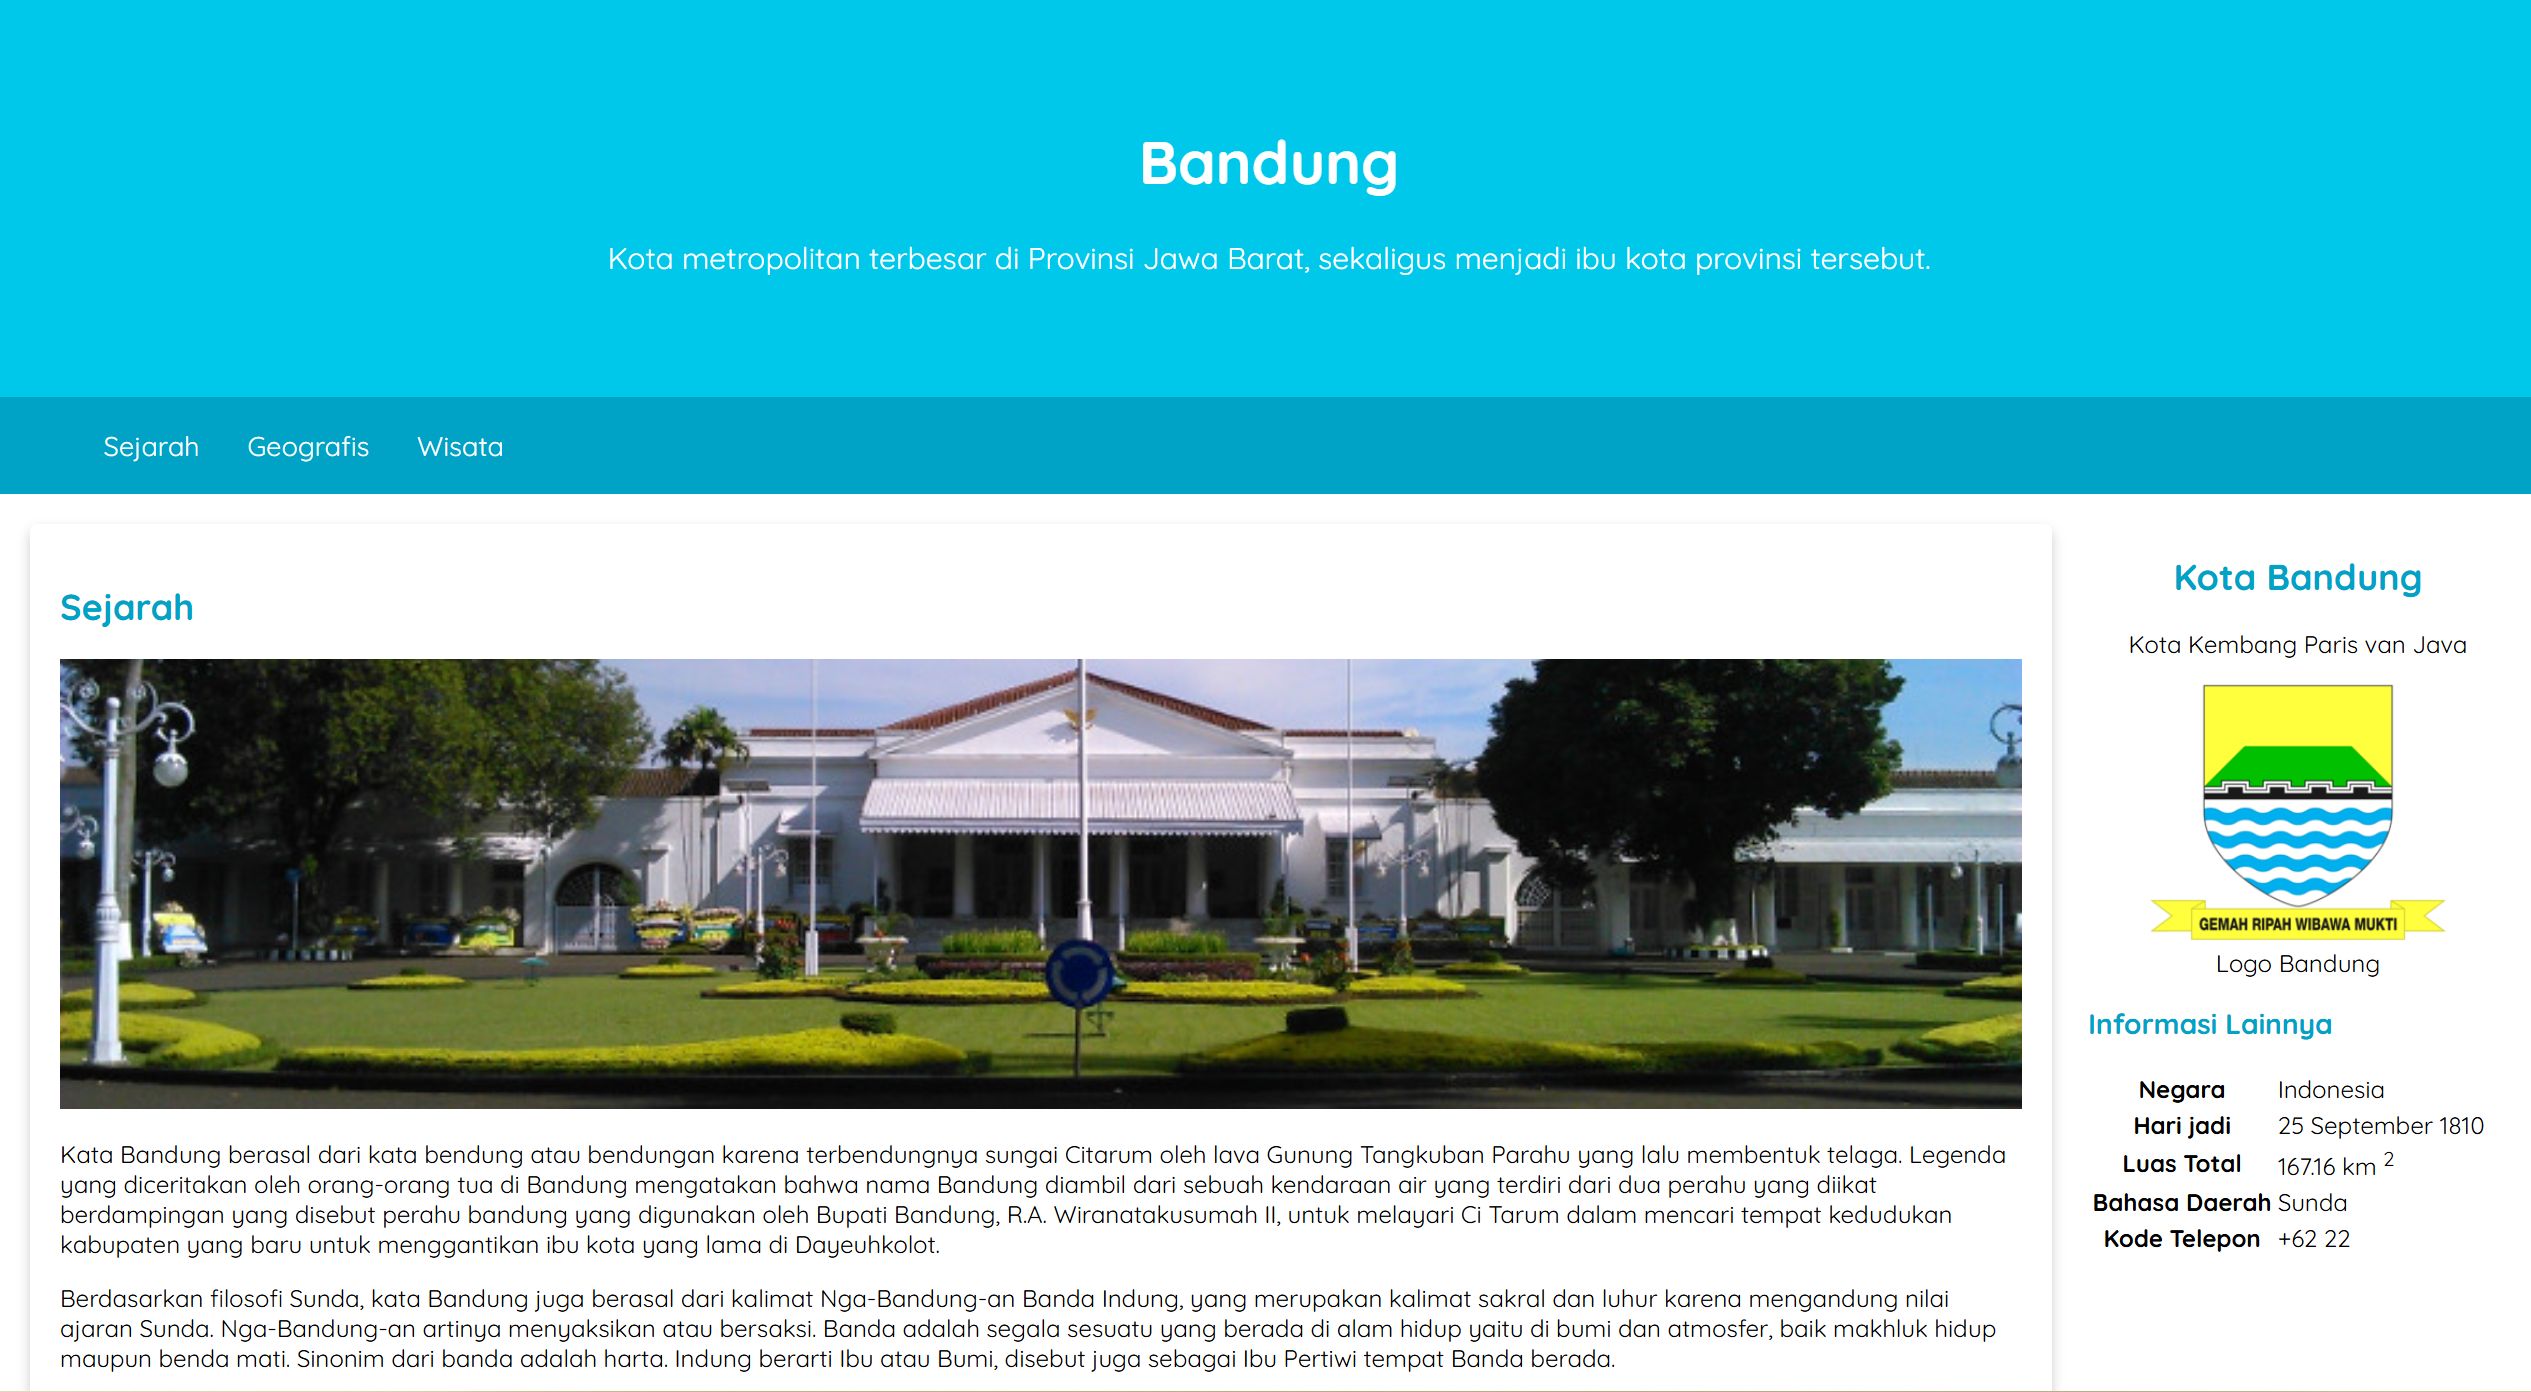 Bandung
Kota metropolitan terbesar di Provinsi Jawa Barat, sekaligus menjadi ibu kota provinsi tersebut.
Sejarah Geografis Wisata
Sejarah
Kata Bandung berasal dari kata bendung atau bendungan karena terbendungnya sungai Citarum oleh lava Gunung Tangkuban Parahu yang lalu membentuk telaga. Legenda
yang diceritakan oleh orang-orang tua di Bandung mengatakan bahwa nama Bandung diambil dari sebuah kendaraan air yang terdiri dari dua perahu yang diikat
berdampingan yang disebut perahu bandung yang digunakan oleh Bupati Bandung, R.A. Wiranatakusumah II, untuk melayari Ci Tarum dalam mencari tempat kedudukan
kabupaten yang baru untuk menggantikan ibu kota yang lama di Dayeuhkolot.
Berdasarkan filosofi Sunda, kata Bandung juga berasal dari kalimat Nga-Bandung-an Banda Indung, yang merupakan kalimat sakral dan luhur karena mengandung nilai
ajaran Sunda. Nga-Bandung-an artinya menyaksikan atau bersaksi. Banda adalah segala sesuatu yang berada di alam hidup yaitu di bumi dan atmosfer, baik makhluk hidup
maupun benda mati. Sinonim dari banda adalah harta. Indung berarti Ibu atau Bumi, disebut juga sebagai Ibu Pertiwi tempat Banda berada.
Kota Bandung
Kota Kembang Paris van Java
GEMAH RIPAH WIBAWA MUKTI
Logo Bandung
Informasi Lainnya
Negara Indonesia
Hari jadi 25 September 1810
Luas Total 167.16 km 2
Bahasa Daerah Sunda
Kode Telepon +62 22